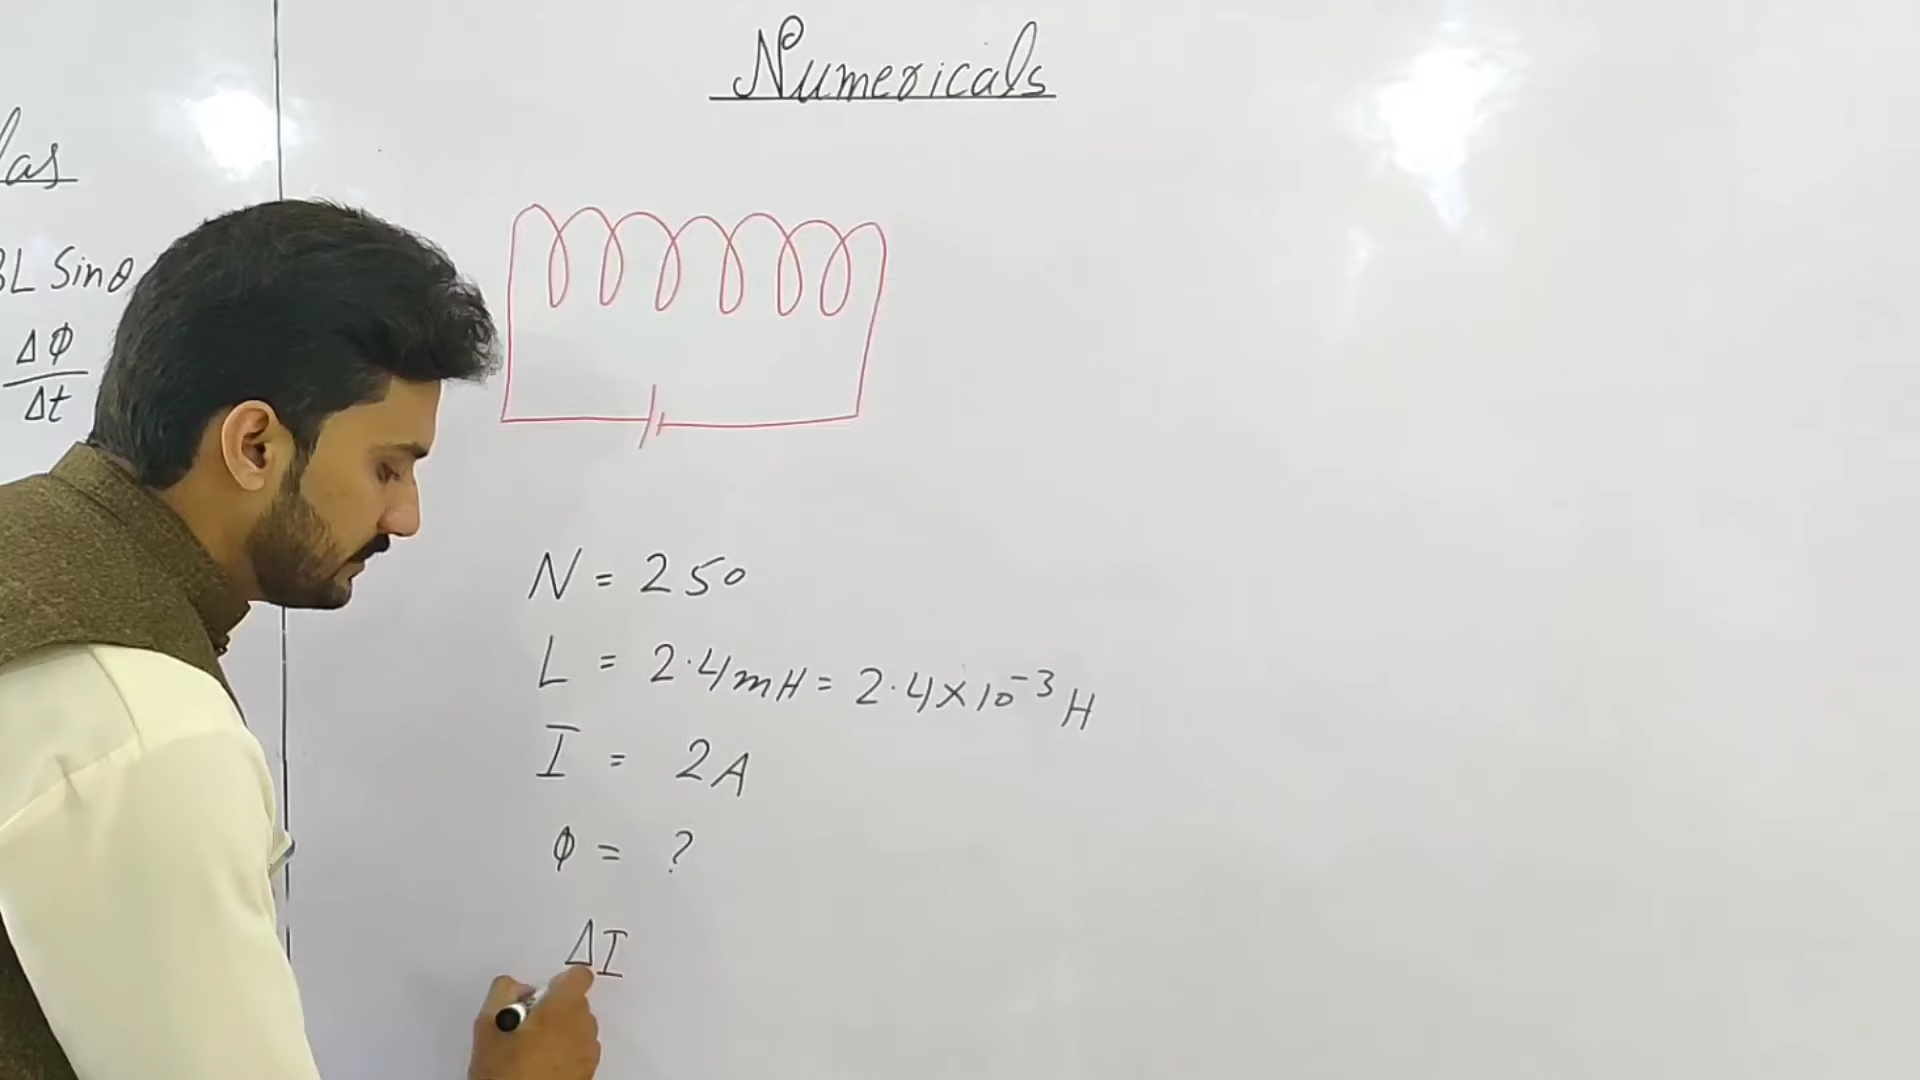 Numericals
las
BL Sinθ
ΔΦ
Δt
N = 250
L = 2.4mH = 2.4×10⁻³ H
I = 2A
Φ = ?
ΔI